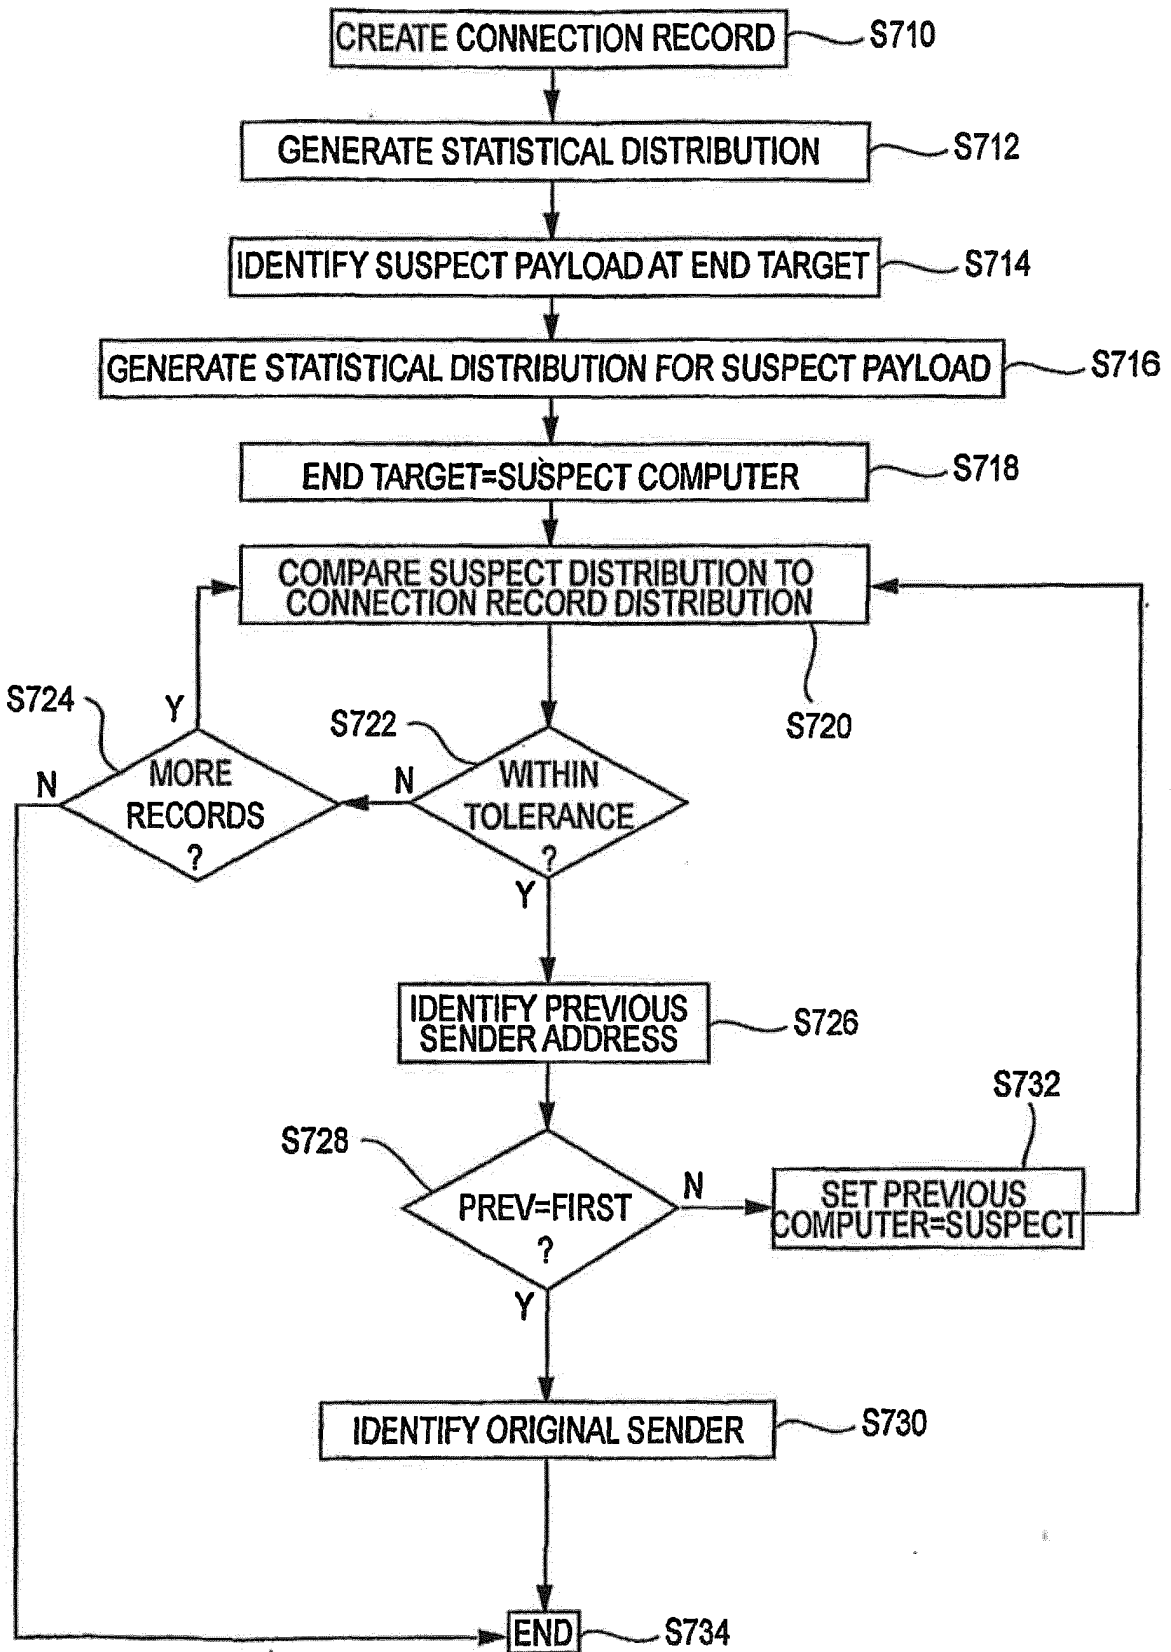 CREATE CONNECTION RECORD
S710
GENERATE STATISTICAL DISTRIBUTION
S712
IDENTIFY SUSPECT PAYLOAD AT END TARGET
S714
GENERATE STATISTICAL DISTRIBUTION FOR SUSPECT PAYLOAD
S716
END TARGET=SUSPECT COMPUTER
S718
COMPARE SUSPECT DISTRIBUTION TO
CONNECTION RECORD DISTRIBUTION
S720
S724
Y
N
MORE
RECORDS
?
S722
N
WITHIN
TOLERANCE
?
Y
IDENTIFY PREVIOUS
SENDER ADDRESS
S726
S728
PREV=FIRST
?
N
S732
SET PREVIOUS
COMPUTER=SUSPECT
Y
IDENTIFY ORIGINAL SENDER
S730
END
S734